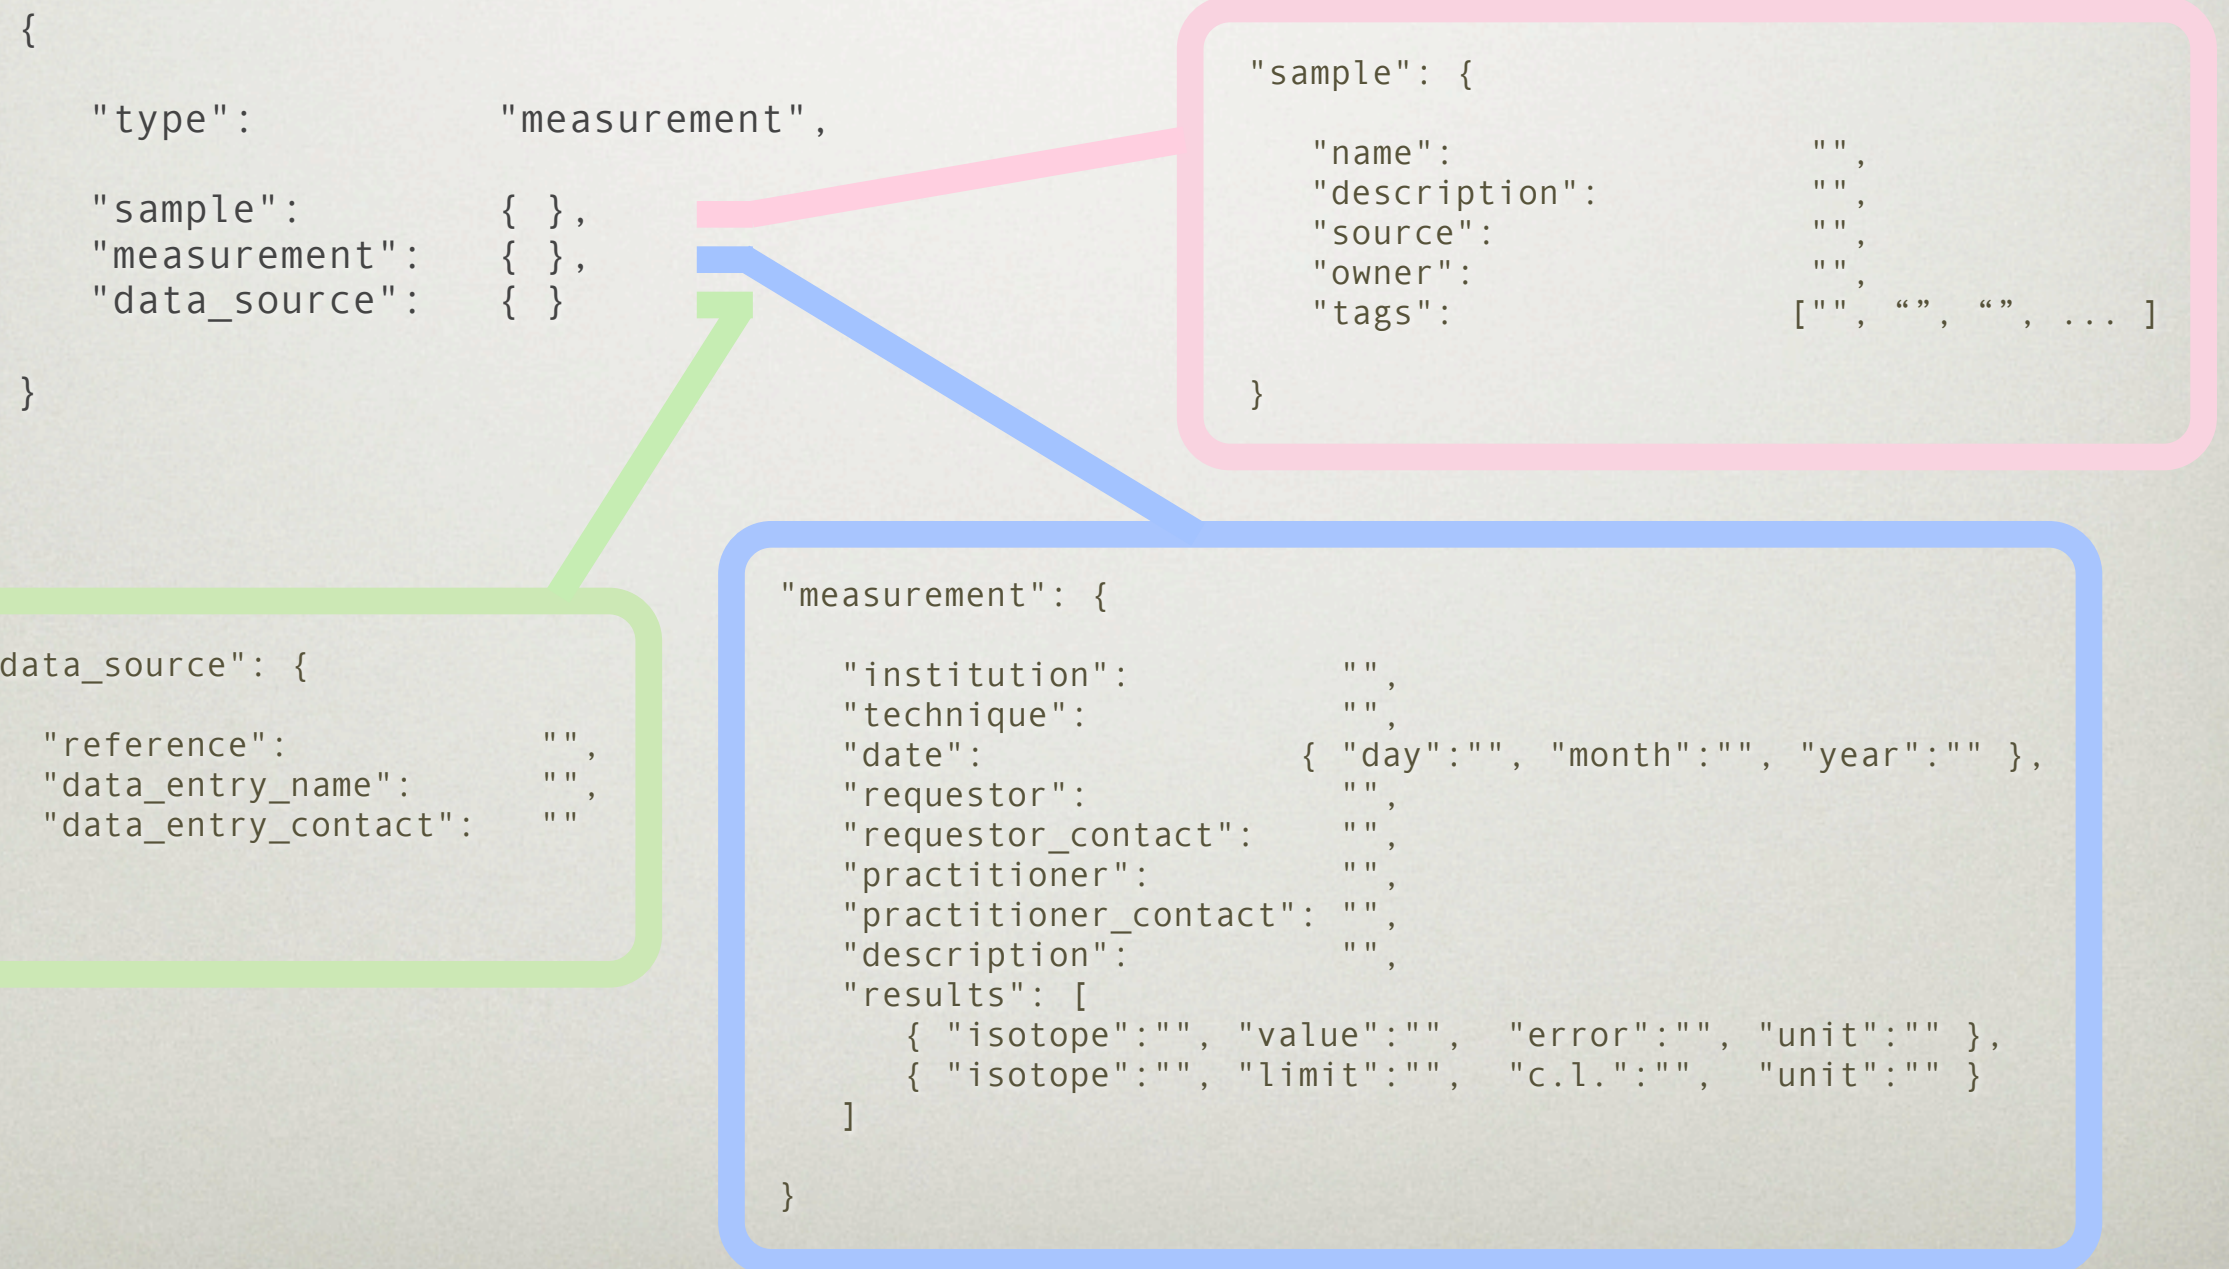 {
"type": "measurement",
"sample": { },
"measurement": { },
"data_source": { }
}
"sample": {
"name": "",
"description": "",
"source": "",
"owner": "",
"tags": ["", “”, “”, ... ]
}
data_source": {
"reference": "",
"data_entry_name": "",
"data_entry_contact": ""
"measurement": {
"institution": "",
"technique": "",
"date": { "day":"", "month":"", "year":"" },
"requestor": "",
"requestor_contact": "",
"practitioner": "",
"practitioner_contact": "",
"description": "",
"results": [
{ "isotope":"", "value":"", "error":"", "unit":"" },
{ "isotope":"", "limit":"", "c.l.":"", "unit":"" }
]
}